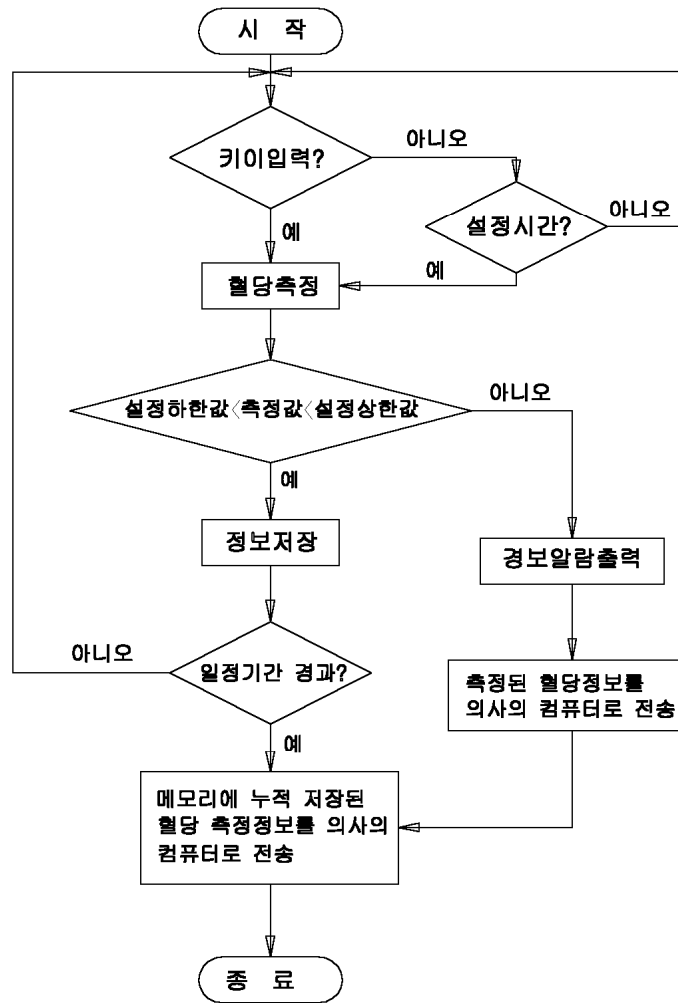 시 작
키이입력?
아니오
설정시간?
아니오
예
예
혈당측정
설정하한값<측정값<설정상한값
아니오
예
정보저장
경보알람출력
아니오
일정기간 경과?
측정된 혈당정보를
의사의 컴퓨터로 전송
예
메모리에 누적 저장된
혈당 측정정보를 의사의
컴퓨터로 전송
종 료